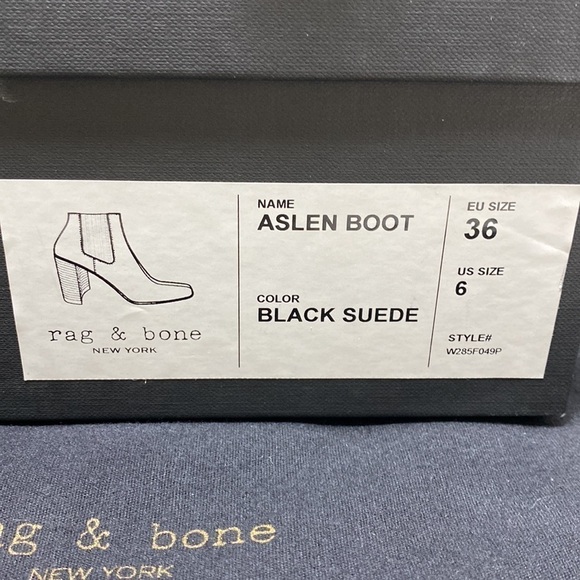 rag & bone
NEW YORK
NAME
ASLEN BOOT
COLOR
BLACK SUEDE
EU SIZE
36
US SIZE
6
STYLE#
W285F049P
ag & bone
NEW YORK